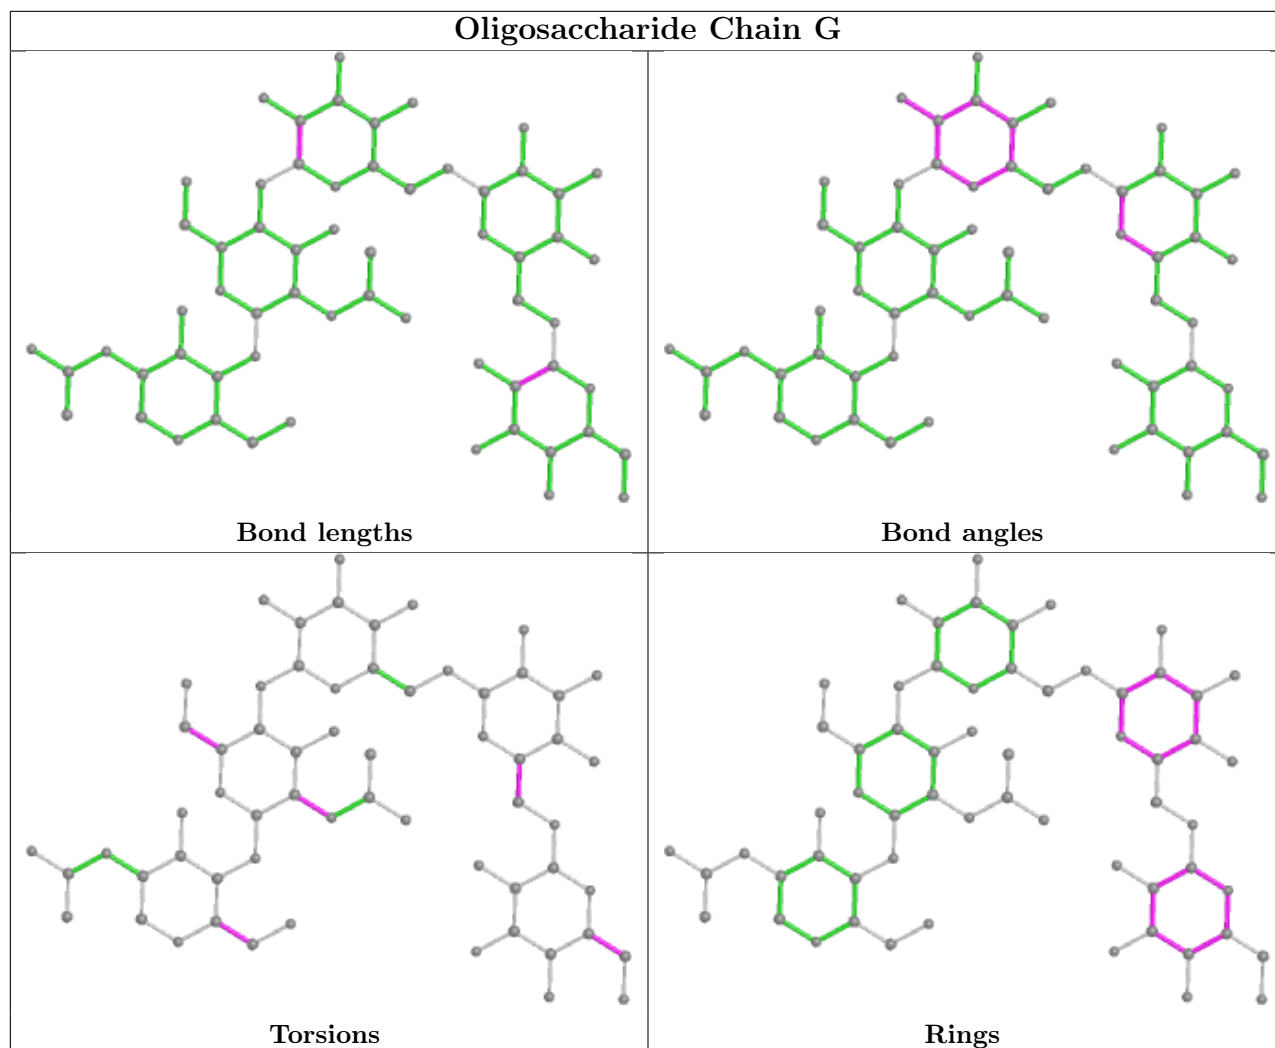 Oligosaccharide Chain G
Bond lengths
Bond angles
Torsions
Rings